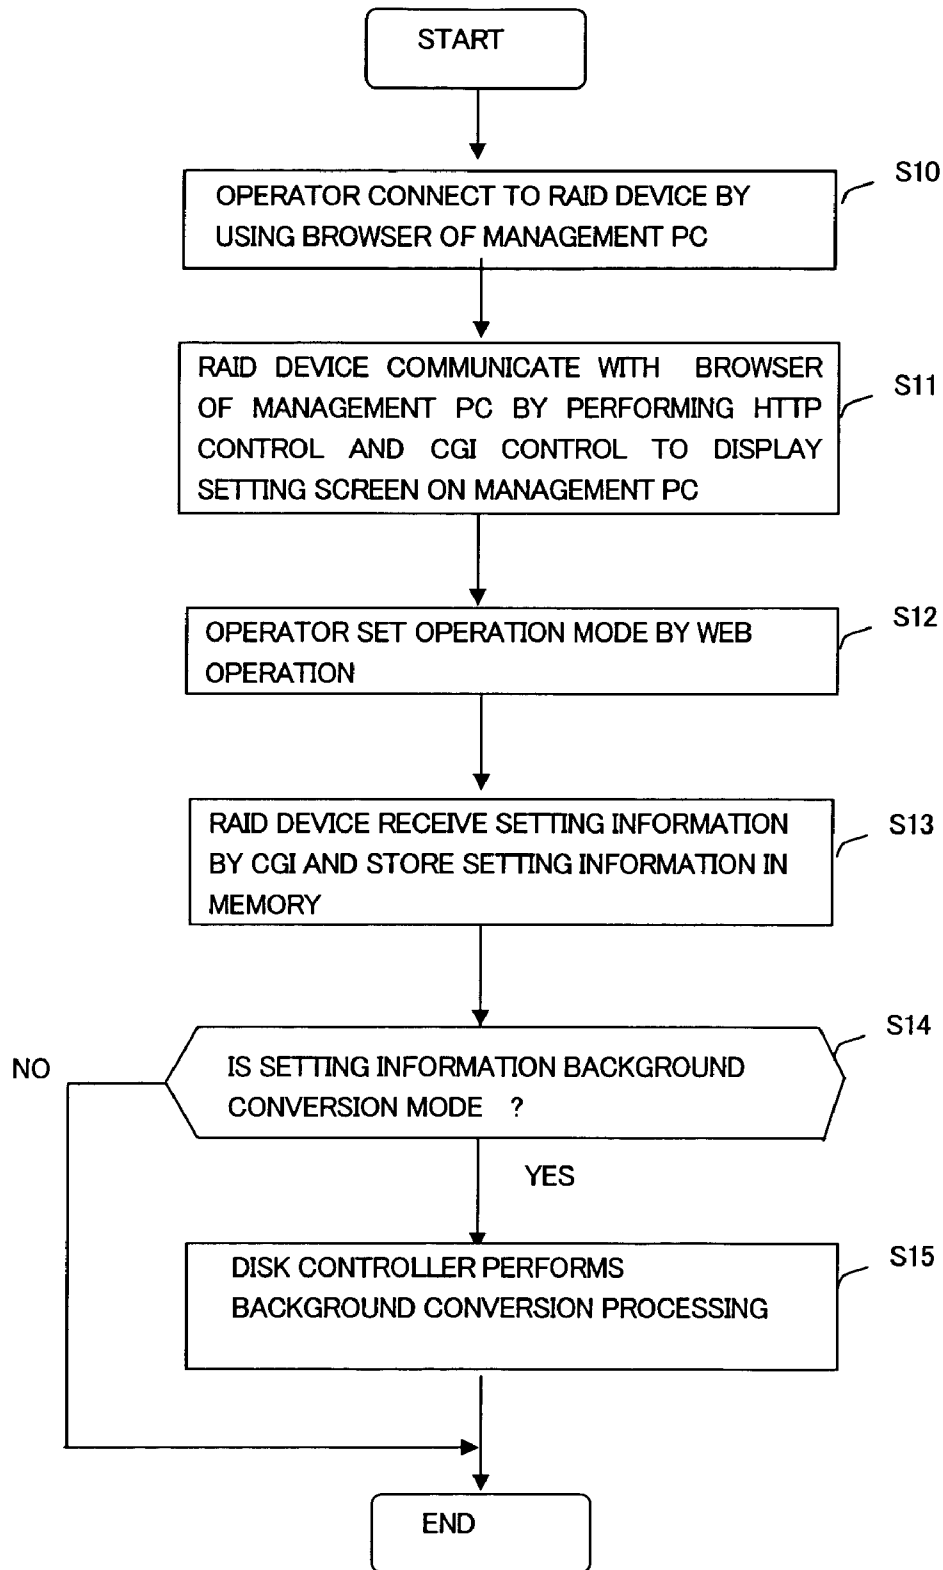 START
S10
OPERATOR CONNECT TO RAID DEVICE BY
USING BROWSER OF MANAGEMENT PC
S11
RAID DEVICE COMMUNICATE WITH BROWSER
OF MANAGEMENT PC BY PERFORMING HTTP
CONTROL AND CGI CONTROL TO DISPLAY
SETTING SCREEN ON MANAGEMENT PC
S12
OPERATOR SET OPERATION MODE BY WEB
OPERATION
S13
RAID DEVICE RECEIVE SETTING INFORMATION
BY CGI AND STORE SETTING INFORMATION IN
MEMORY
S14
NO
IS SETTING INFORMATION BACKGROUND
CONVERSION MODE ?
YES
S15
DISK CONTROLLER PERFORMS
BACKGROUND CONVERSION PROCESSING
END